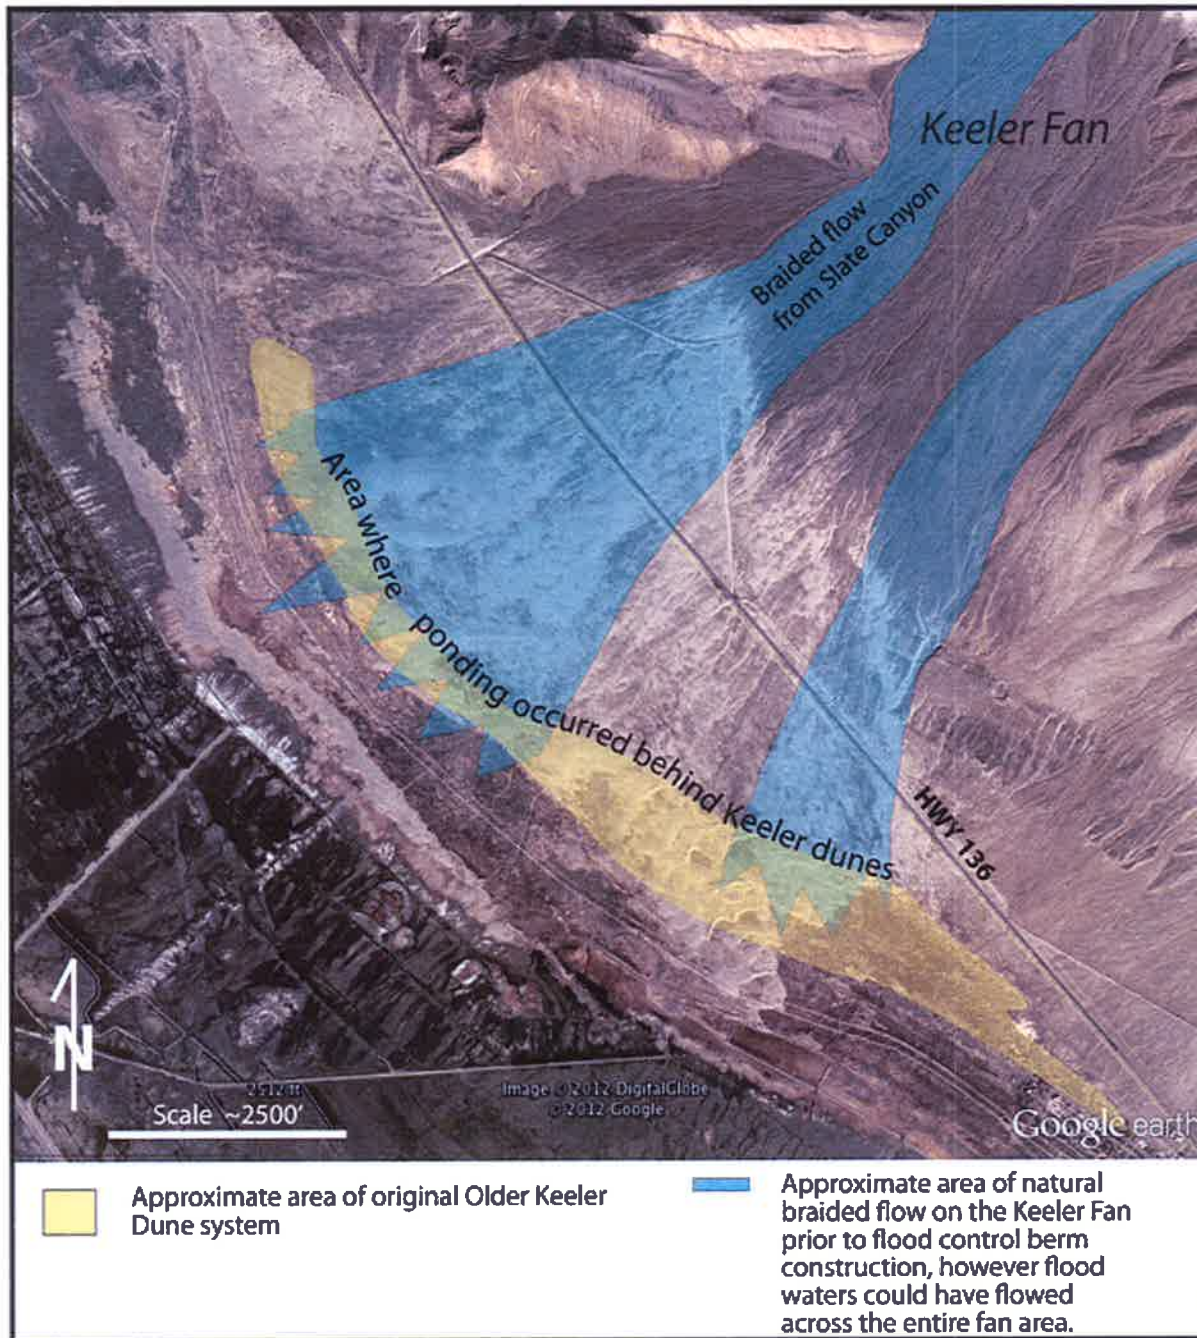 Keeler Fan
Braided flow
from Slate Canyon
Area where ponding occurred behind Keeler dunes
HWY 136
N
2512 ft
Scale ~2500'
Image © 2012 DigitalGlobe
© 2012 Google
Google earth
Approximate area of original Older Keeler
Dune system
Approximate area of natural
braided flow on the Keeler Fan
prior to flood control berm
construction, however flood
waters could have flowed
across the entire fan area.